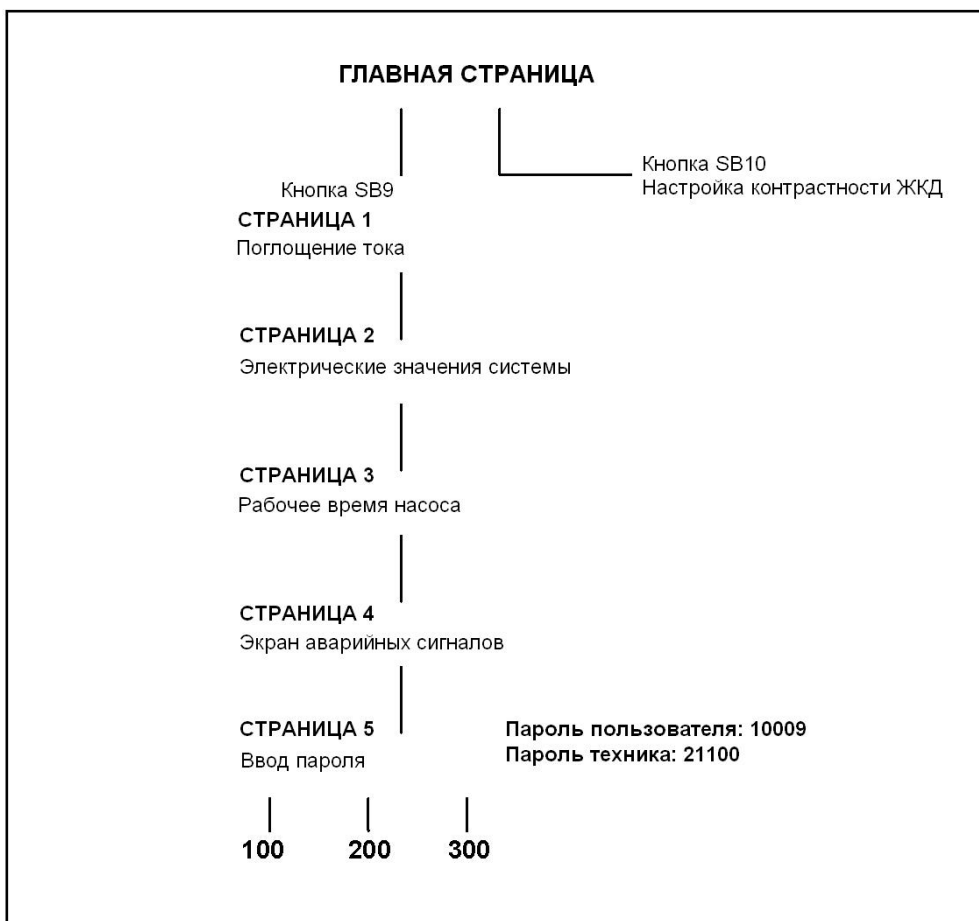 ГЛАВНАЯ СТРАНИЦА
Кнопка SB10
Настройка контрастности ЖКД
Кнопка SB9
СТРАНИЦА 1
Поглощение тока
СТРАНИЦА 2
Электрические значения системы
СТРАНИЦА 3
Рабочее время насоса
СТРАНИЦА 4
Экран аварийных сигналов
СТРАНИЦА 5
Ввод пароля
Пароль пользователя: 10009
Пароль техника: 21100
100 200 300